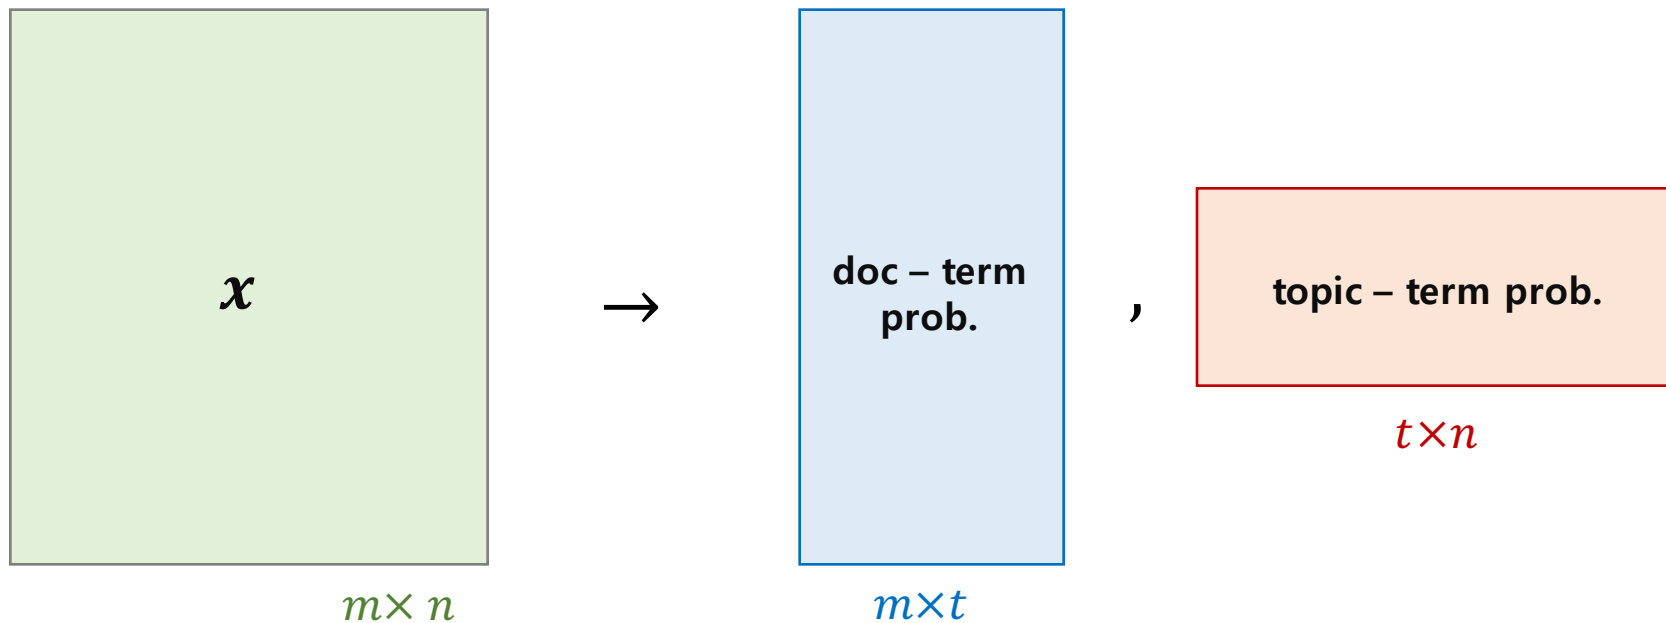 x
→
doc – term
prob.
,
topic – term prob.
t×n
m× n
m×t